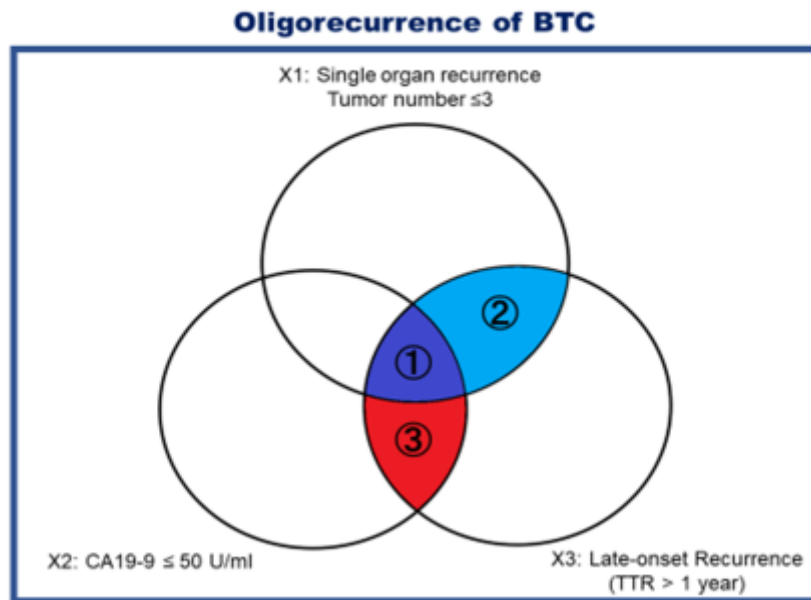 Oligorecurrence of BTC
X1: Single organ recurrence
Tumor number ≤3
②
①
③
X2: CA19-9 ≤ 50 U/ml
X3: Late-onset Recurrence
(TTR > 1 year)